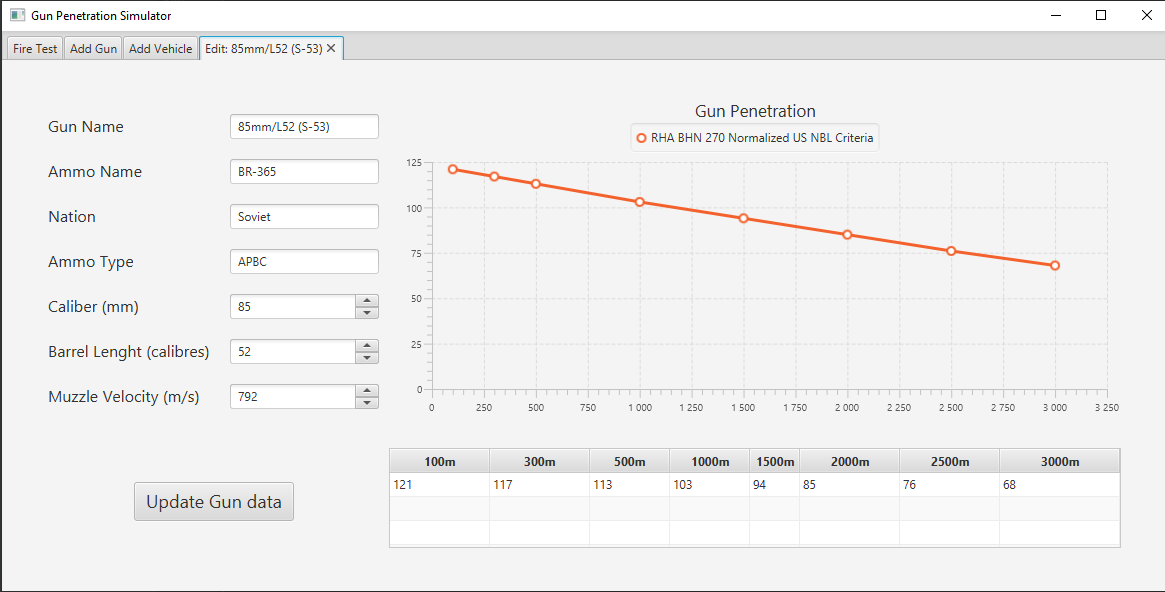 Gun Penetration Simulator
Fire Test Add Gun Add Vehicle Edit: 85mm/L52 (S-53)
Gun Name 85mm/L52 (S-53)
Ammo Name BR-365
Nation Soviet
Ammo Type APBC
Caliber (mm) 85
Barrel Lenght (calibres) 52
Muzzle Velocity (m/s) 792
Update Gun data
Gun Penetration
RHA BHN 270 Normalized US NBL Criteria
125
100
75
50
25
0
0 250 500 750 1 000 1 250 1 500 1 750 2 000 2 250 2 500 2 750 3 000 3 250
100m 300m 500m 1000m 1500m 2000m 2500m 3000m
121 117 113 103 94 85 76 68